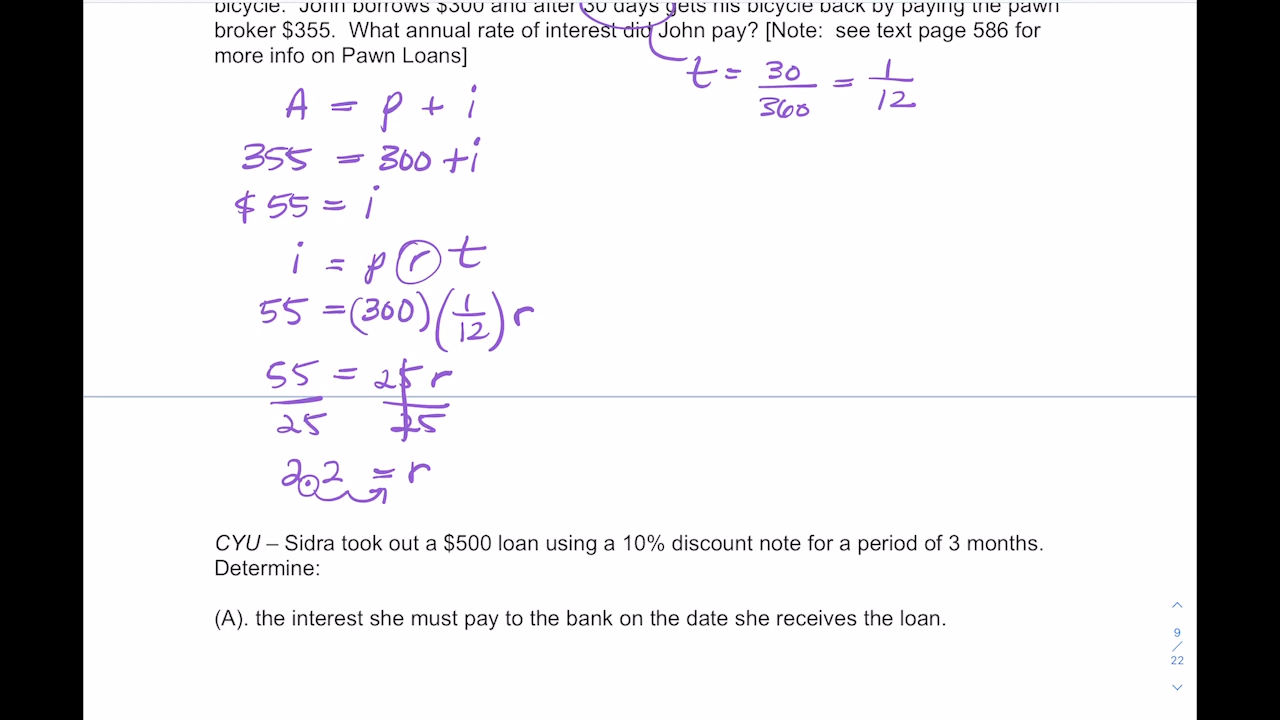 bicycle. John borrows $300 and after 30 days gets his bicycle back by paying the pawn
broker $355. What annual rate of interest did John pay? [Note: see text page 586 for
more info on Pawn Loans]
t = 30/360 = 1/12
A = p + i
355 = 300 + i
$55 = i
i = p r t
55 = (300)(1/12) r
55/25 = 25r/25
2.2 = r
CYU – Sidra took out a $500 loan using a 10% discount note for a period of 3 months.
Determine:
(A). the interest she must pay to the bank on the date she receives the loan.
9
/
22